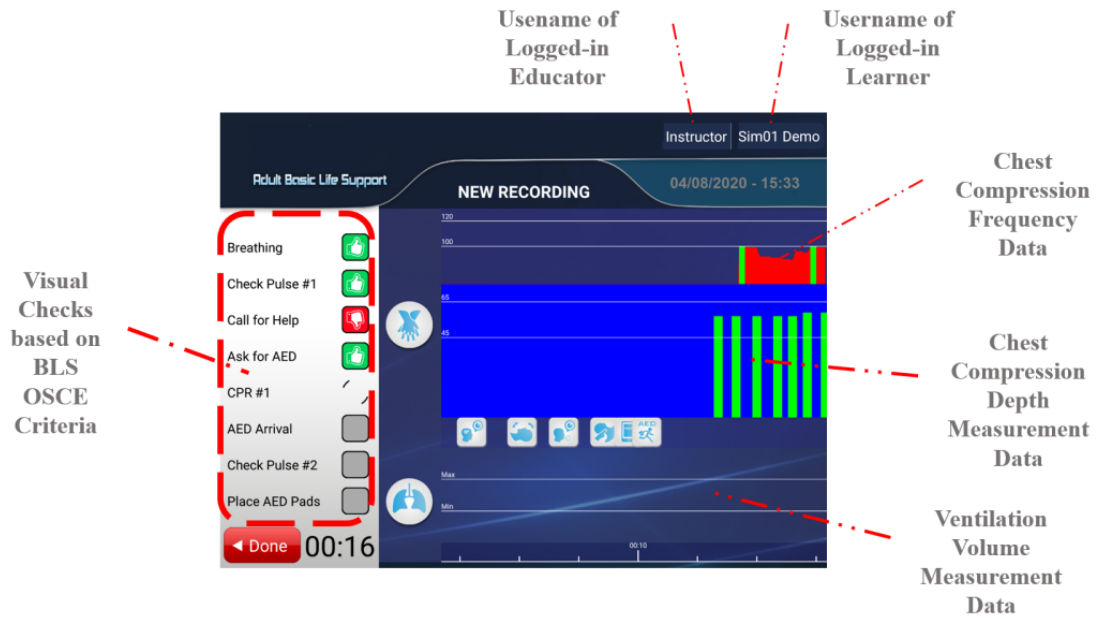 Usename of
Logged-in
Educator
Username of
Logged-in
Learner
Instructor
Sim01 Demo
Adult Basic Life Support
NEW RECORDING
04/08/2020 - 15:33
120
100
65
45
Breathing
Check Pulse #1
Call for Help
Ask for AED
CPR #1
AED Arrival
Check Pulse #2
Place AED Pads
Done
00:16
AED
Max
Min
00:10
Visual
Checks
based on
BLS
OSCE
Criteria
Chest
Compression
Frequency
Data
Chest
Compression
Depth
Measurement
Data
Ventilation
Volume
Measurement
Data